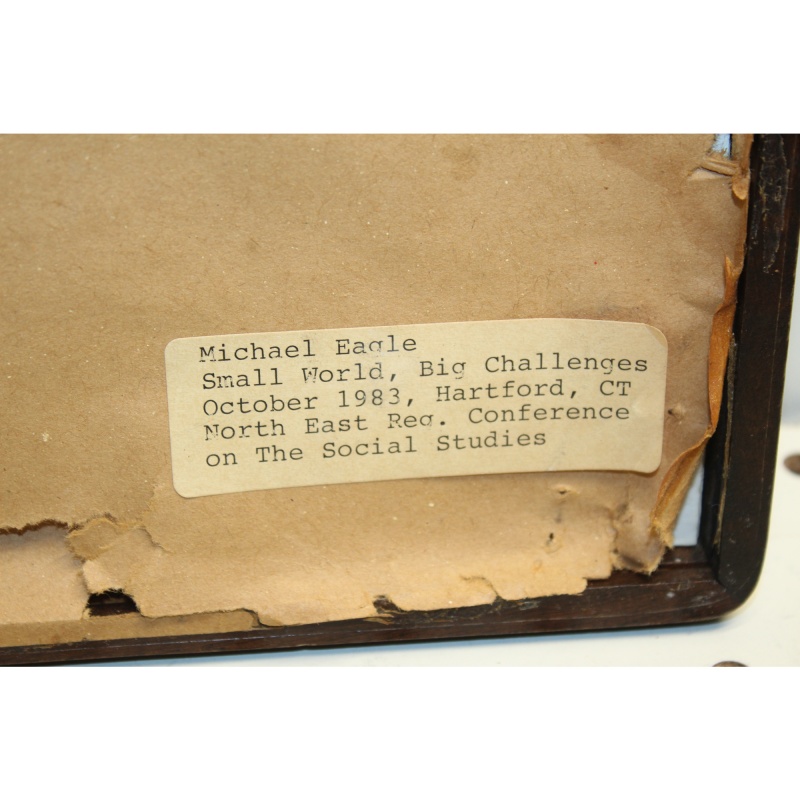 Michael Eagle
Small World, Big Challenges
October 1983, Hartford, CT
North East Reg. Conference
on The Social Studies